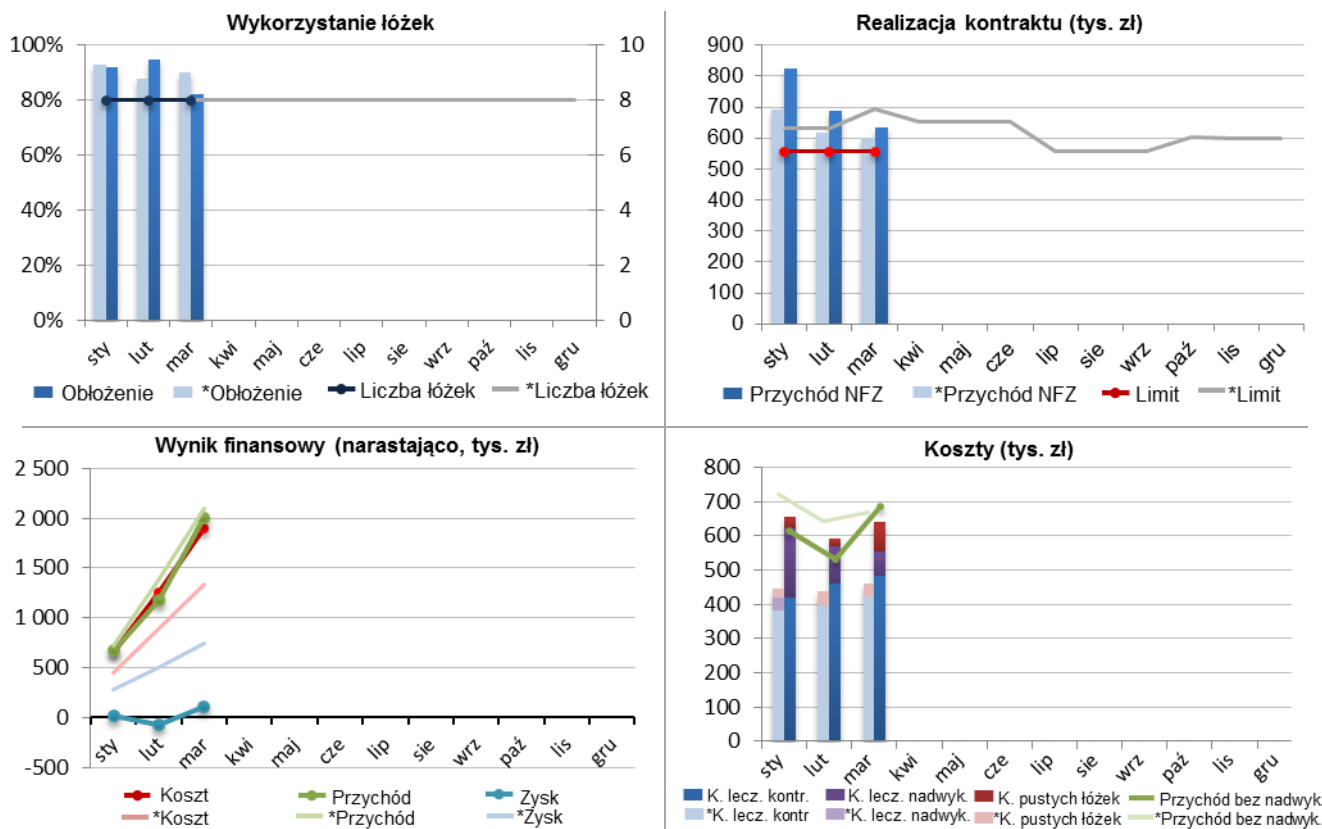 Wykorzystanie łóżek
100%
80%
60%
40%
20%
0%
10
8
6
4
2
0
sty lut mar kwi maj cze lip sie wrz paź lis gru
Obłożenie *Obłożenie Liczba łóżek *Liczba łóżek
Realizacja kontraktu (tys. zł)
900
800
700
600
500
400
300
200
100
0
sty lut mar kwi maj cze lip sie wrz paź lis gru
Przychód NFZ *Przychód NFZ Limit *Limit
Wynik finansowy (narastająco, tys. zł)
2 500
2 000
1 500
1 000
500
0
-500
sty lut mar kwi maj cze lip sie wrz paź lis gru
Koszt Przychód Zysk
*Koszt *Przychód *Zysk
Koszty (tys. zł)
800
700
600
500
400
300
200
100
0
sty lut mar kwi maj cze lip sie wrz paź lis gru
K. lecz. kontr. K. lecz. nadwyk. K. pustych łóżek Przychód bez nadwyk.
*K. lecz. kontr *K. lecz. nadwyk. *K. pustych łóżek *Przychód bez nadwyk.